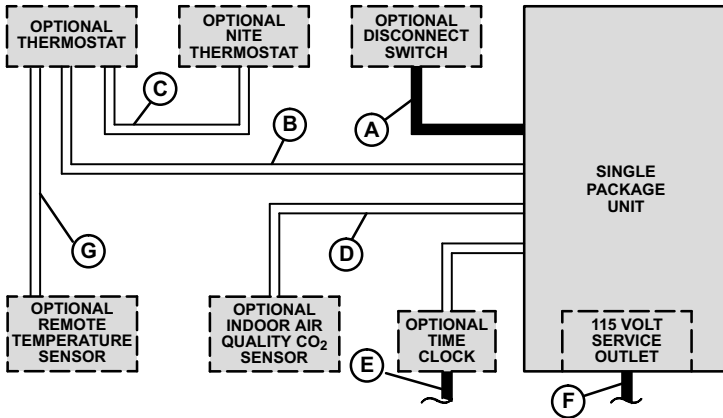 OPTIONAL
THERMOSTAT
OPTIONAL
NITE
THERMOSTAT
OPTIONAL
DISCONNECT
SWITCH
C
A
B
SINGLE
PACKAGE
UNIT
G
D
OPTIONAL
REMOTE
TEMPERATURE
SENSOR
OPTIONAL
INDOOR AIR
QUALITY CO₂
SENSOR
OPTIONAL
TIME
CLOCK
115 VOLT
SERVICE
OUTLET
E
F